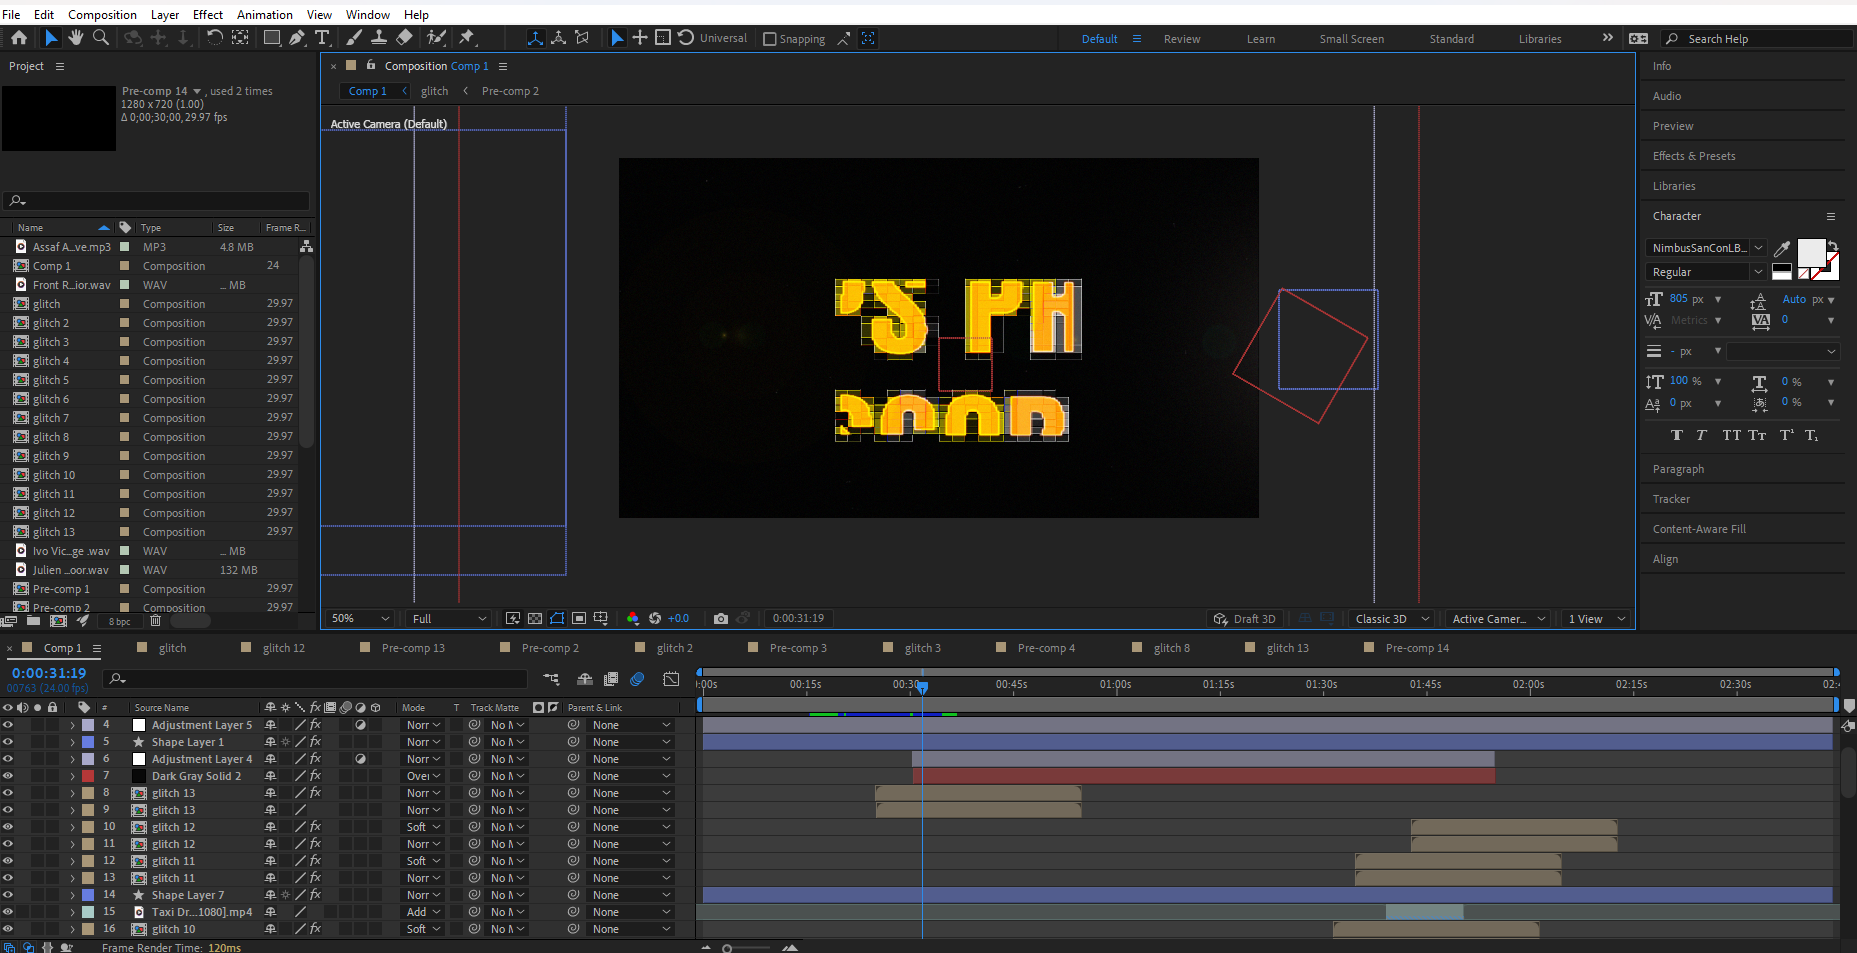 File Edit Composition Layer Effect Animation View Window Help
Universal Snapping Default Review Learn Small Screen Standard Libraries Search Help
Project
Composition Comp 1
Info
Pre-comp 14 , used 2 times
1280 x 720 (1.00)
Δ 0;00;30;00, 29.97 fps
Comp 1 glitch Pre-comp 2
Audio
Active Camera (Default)
Preview
Effects & Presets
Libraries
Character
Name Type Size Frame R...
Assaf A...ve.mp3 MP3 4.8 MB
Comp 1 Composition 24
Front R...ior.wav WAV ... MB
glitch Composition 29.97
glitch 2 Composition 29.97
glitch 3 Composition 29.97
glitch 4 Composition 29.97
glitch 5 Composition 29.97
glitch 6 Composition 29.97
glitch 7 Composition 29.97
glitch 8 Composition 29.97
glitch 9 Composition 29.97
glitch 10 Composition 29.97
glitch 11 Composition 29.97
glitch 12 Composition 29.97
glitch 13 Composition 29.97
Ivo Vic...ge .wav WAV ... MB
Julien ...oor.wav WAV 132 MB
Pre-comp 1 Composition 29.97
Pre-comp 2 Composition 29.97
8 bpc
NimbusSanConLB...
Regular
805 px Auto px
Metrics 0
- px
100 % 0 %
0 px 0 %
Paragraph
Tracker
Content-Aware Fill
Align
50% Full +0.0 0:00:31:19 Draft 3D Classic 3D Active Camer... 1 View
Comp 1 glitch glitch 12 Pre-comp 13 Pre-comp 2 glitch 2 Pre-comp 3 glitch 3 Pre-comp 4 glitch 8 glitch 13 Pre-comp 14
0:00:31:19
00763 (24.00 fps)
:00s 00:15s 00:30s 00:45s 01:00s 01:15s 01:30s 01:45s 02:00s 02:15s 02:30s 02:4
# Source Name Mode T Track Matte Parent & Link
4 Adjustment Layer 5 Norr No M None
5 Shape Layer 1 Norr No M None
6 Adjustment Layer 4 Norr No M None
7 Dark Gray Solid 2 Over No M None
8 glitch 13 Norr No M None
9 glitch 13 Norr No M None
10 glitch 12 Soft No M None
11 glitch 12 Norr No M None
12 glitch 11 Soft No M None
13 glitch 11 Norr No M None
14 Shape Layer 7 Norr No M None
15 Taxi Dr...1080].mp4 Add No M None
16 glitch 10 Soft No M None
Frame Render Time: 120ms